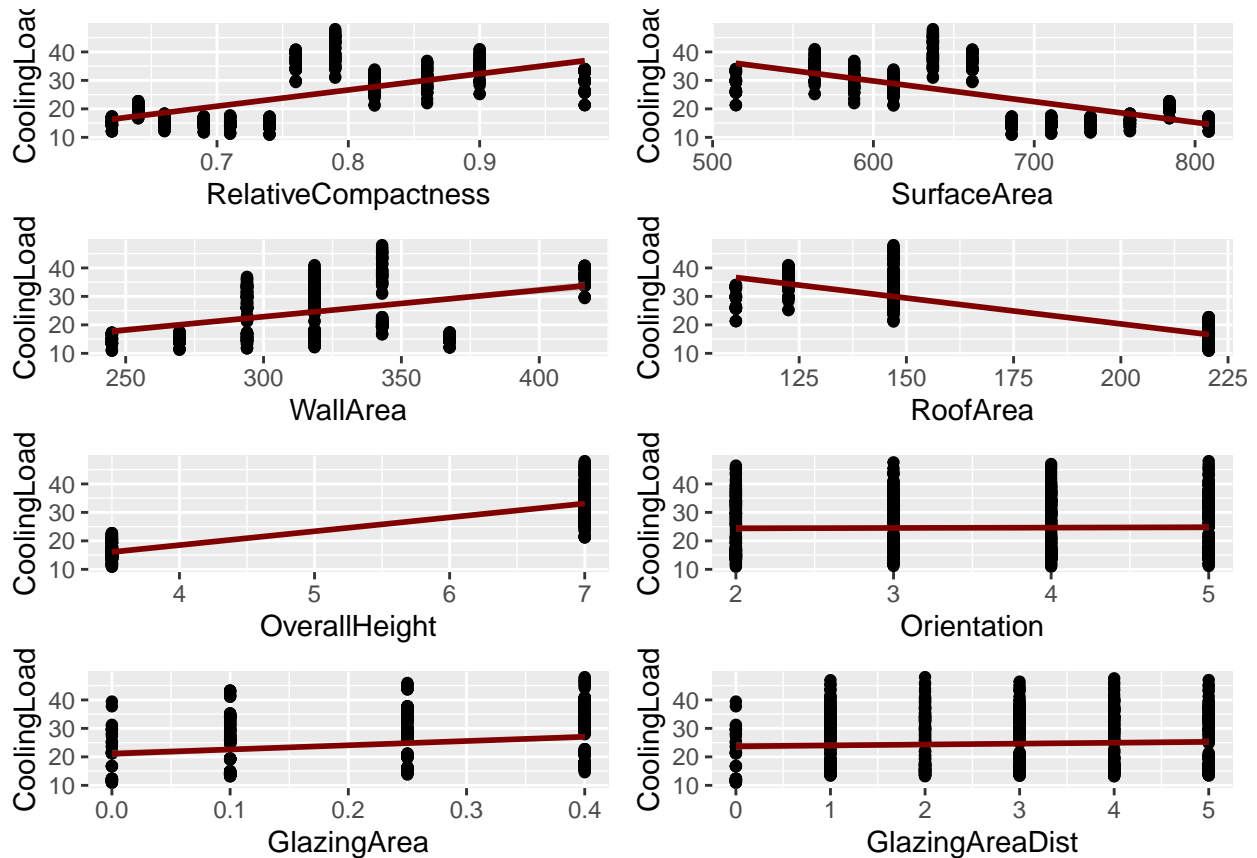 CoolingLoad
40
30
20
10
0.7 0.8 0.9
RelativeCompactness
CoolingLoad
40
30
20
10
500 600 700 800
SurfaceArea
CoolingLoad
40
30
20
10
250 300 350 400
WallArea
CoolingLoad
40
30
20
10
125 150 175 200 225
RoofArea
CoolingLoad
40
30
20
10
4 5 6 7
OverallHeight
CoolingLoad
40
30
20
10
2 3 4 5
Orientation
CoolingLoad
40
30
20
10
0.0 0.1 0.2 0.3 0.4
GlazingArea
CoolingLoad
40
30
20
10
0 1 2 3 4 5
GlazingAreaDist